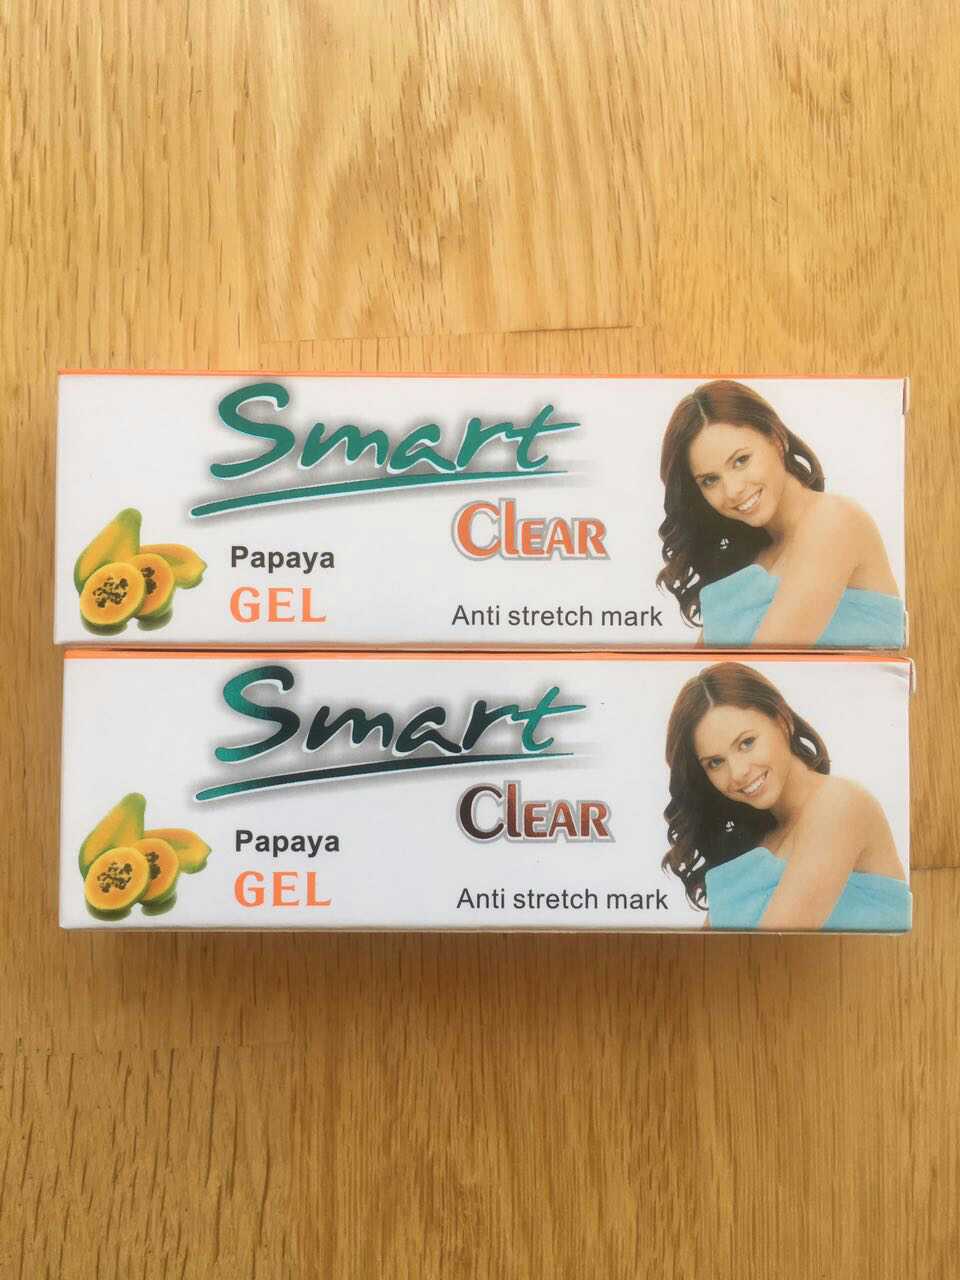 Smart
Clear
Papaya
GEL
Anti stretch mark
Smart
Clear
Papaya
GEL
Anti stretch mark